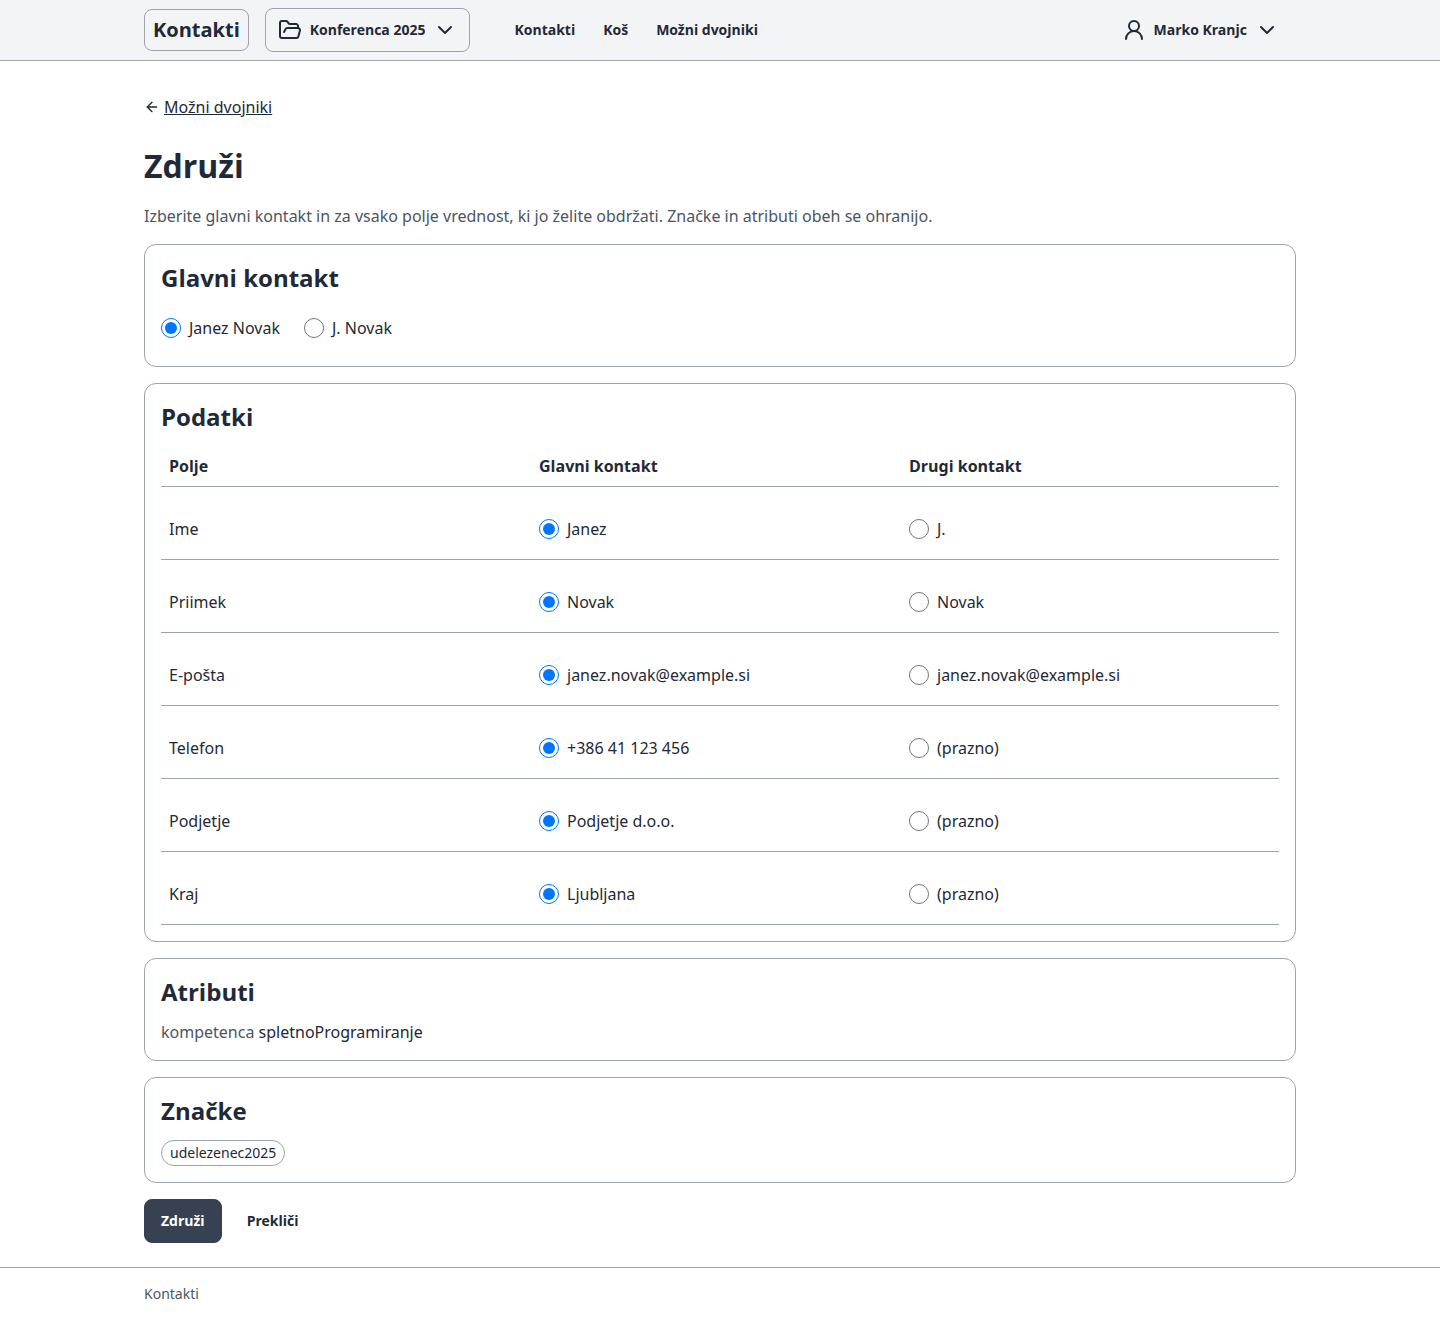 Kontakti Konferenca 2025 Kontakti Koš Možni dvojniki Marko Kranjc
Možni dvojniki
Združi
Izberite glavni kontakt in za vsako polje vrednost, ki jo želite obdržati. Značke in atributi obeh se ohranijo.
Glavni kontakt
Janez Novak J. Novak
Podatki
Polje Glavni kontakt Drugi kontakt
Ime Janez J.
Priimek Novak Novak
E-pošta janez.novak@example.si janez.novak@example.si
Telefon +386 41 123 456 (prazno)
Podjetje Podjetje d.o.o. (prazno)
Kraj Ljubljana (prazno)
Atributi
kompetenca spletnoProgramiranje
Značke
udelezenec2025
Združi Prekliči
Kontakti